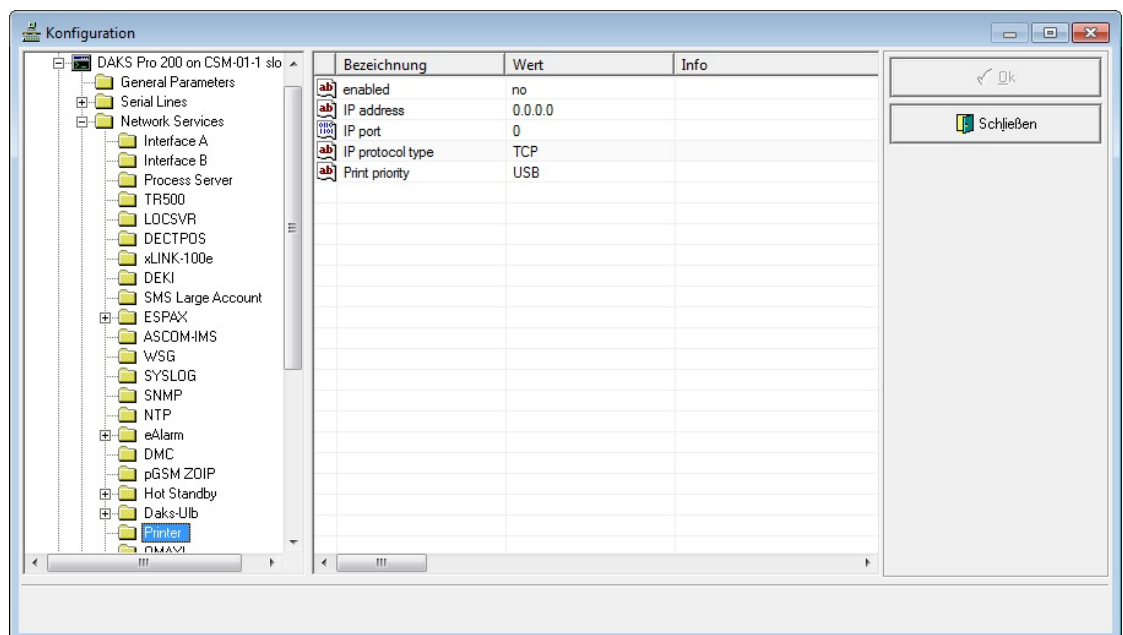 Konfiguration
DAKS Pro 200 on CSM-01-1 slo
General Parameters
Serial Lines
Network Services
Interface A
Interface B
Process Server
TR500
LOCSVR
DECTPOS
xLINK-100e
DEKI
SMS Large Account
ESPAX
ASCOM-IMS
WSG
SYSLOG
SNMP
NTP
eAlarm
DMC
pGSM ZOIP
Hot Standby
Daks-Ulb
Printer
Bezeichnung Wert Info
enabled no
IP address 0.0.0.0
IP port 0
IP protocol type TCP
Print priority USB
Ok
Schließen